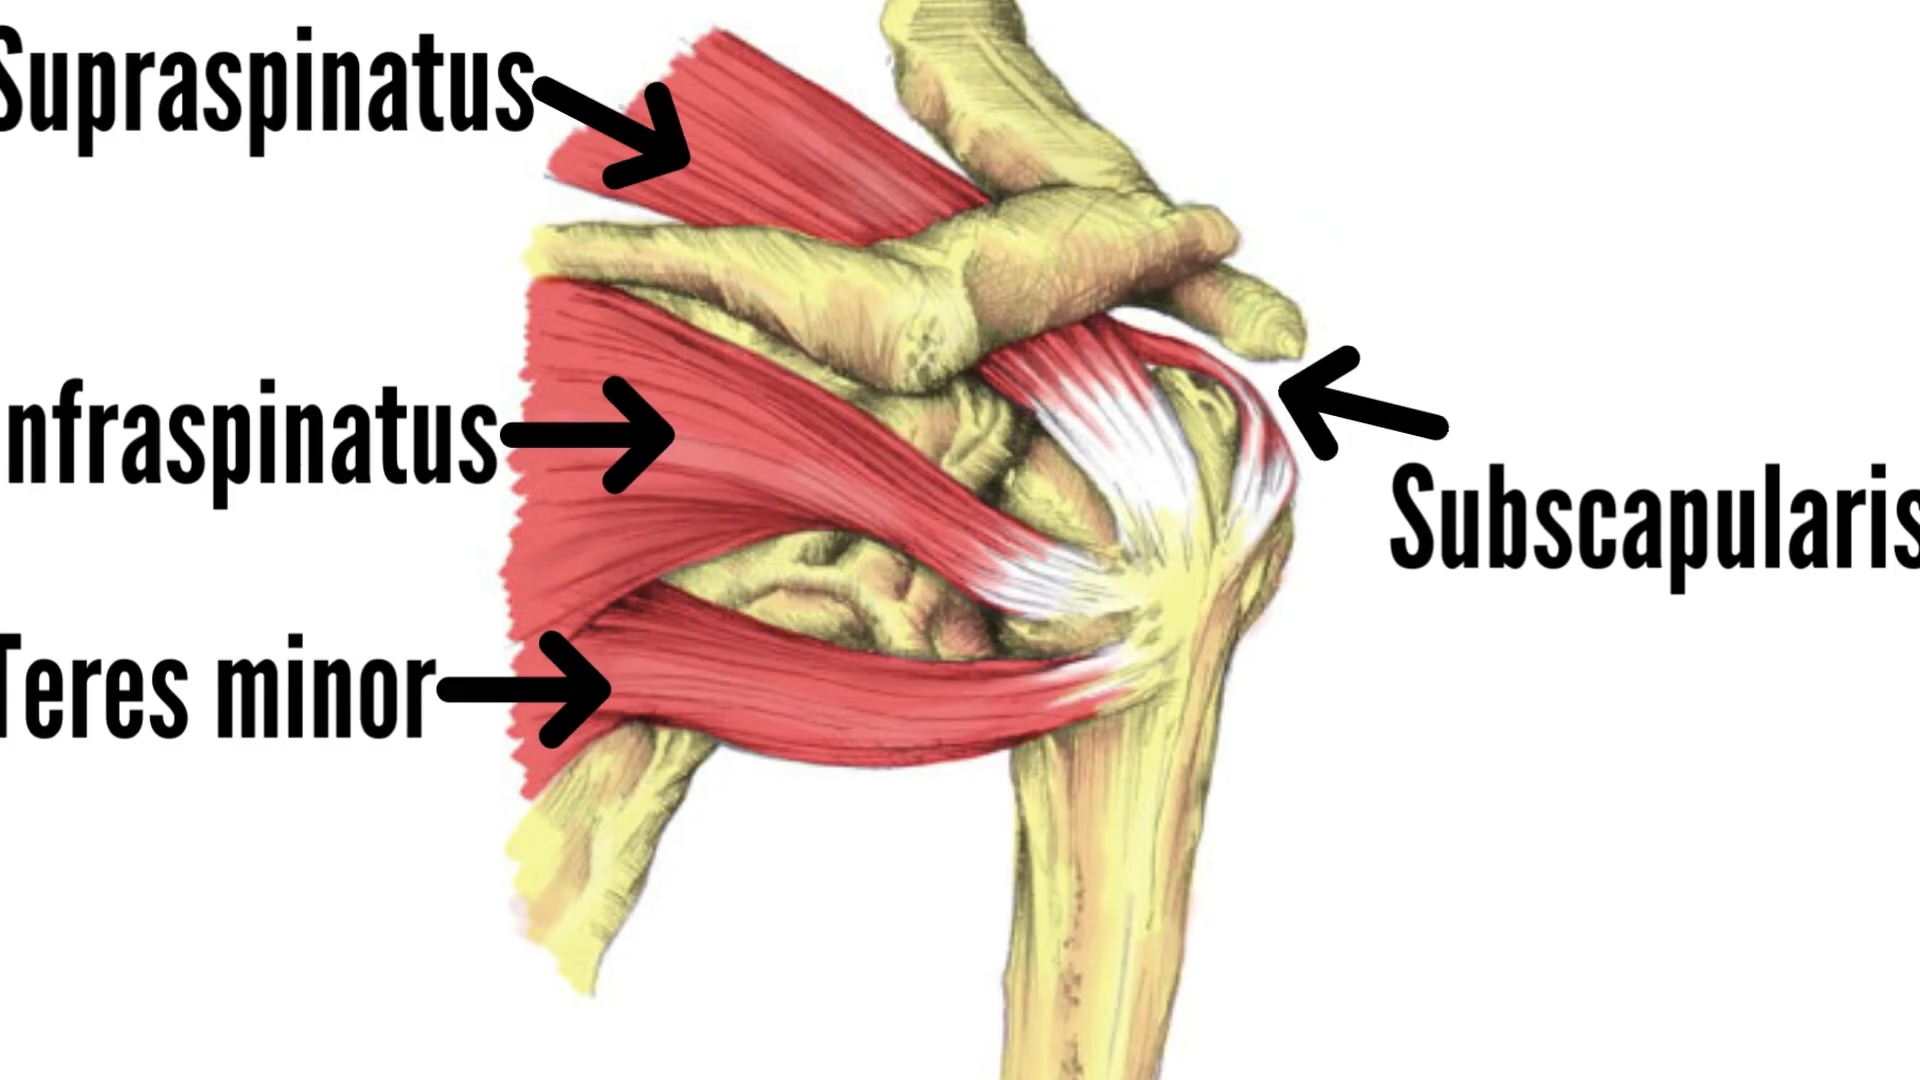 Supraspinatus
nfraspinatus
Subscapularis
Teres minor